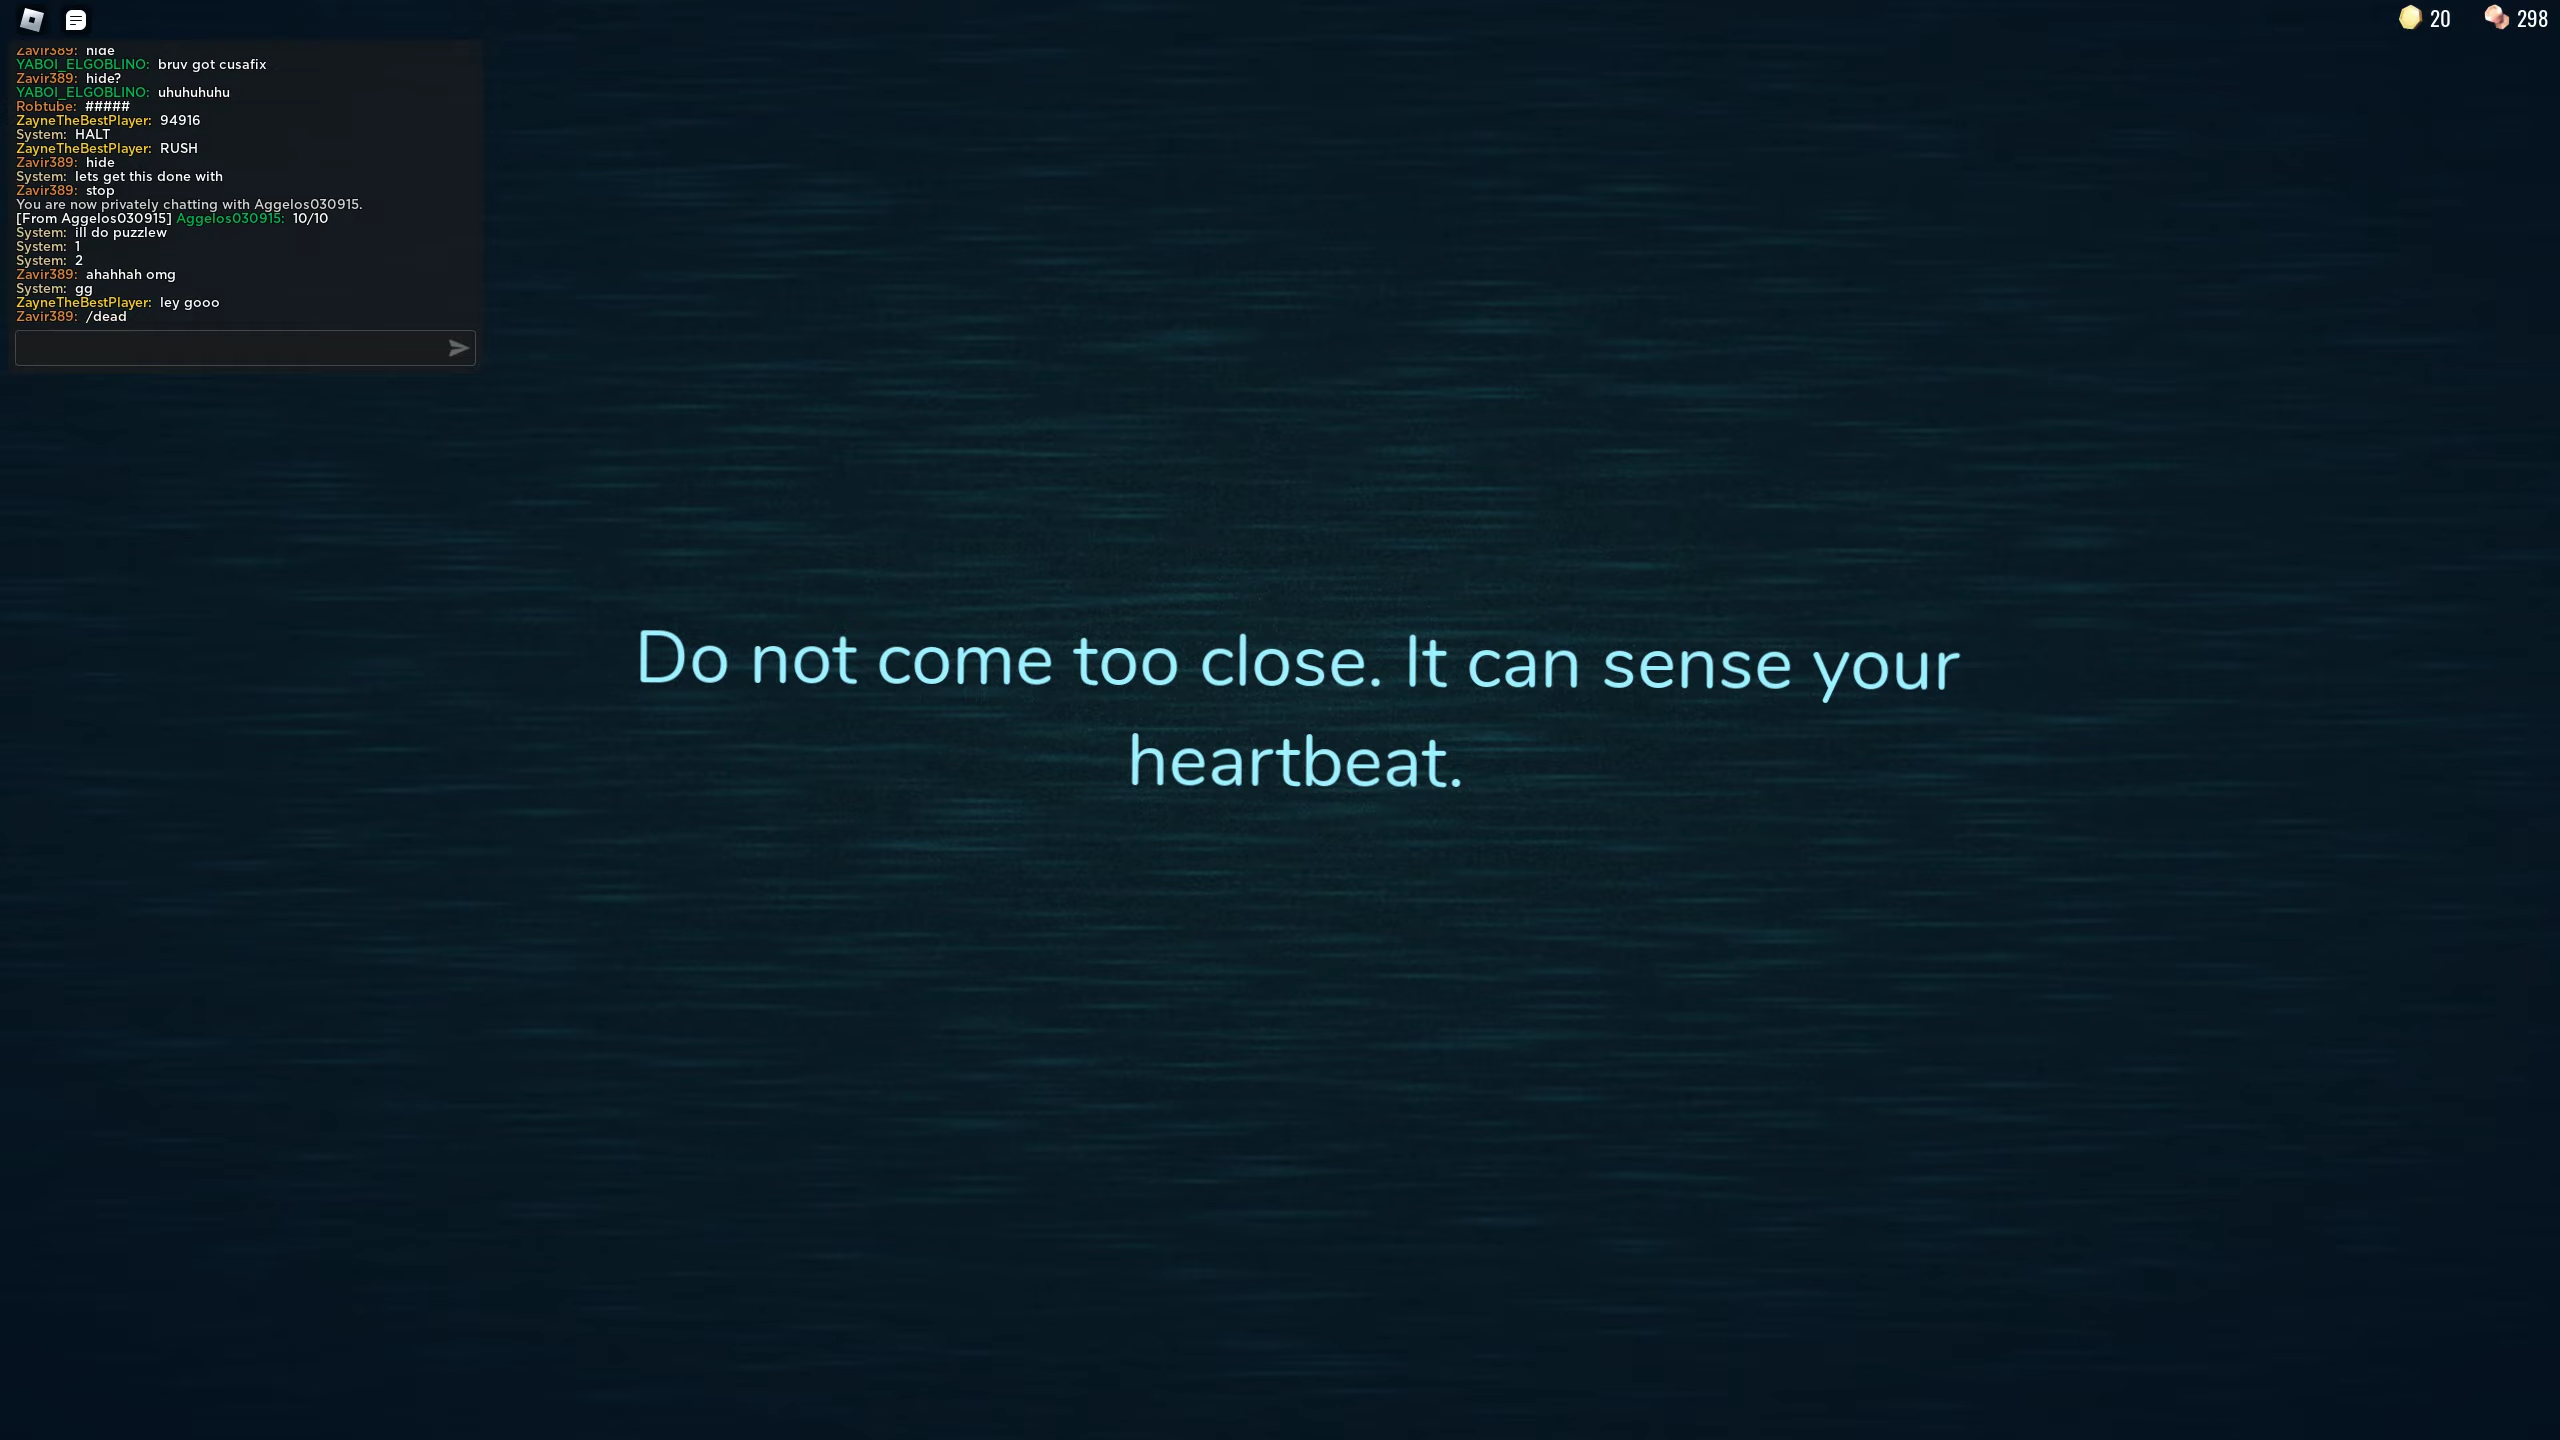 20 298
Zavir389: hide
YABOI_ELGOBLINO: bruv got cusafix
Zavir389: hide?
YABOI_ELGOBLINO: uhuhuhuhu
Robtube: #####
ZayneTheBestPlayer: 94916
System: HALT
ZayneTheBestPlayer: RUSH
Zavir389: hide
System: lets get this done with
Zavir389: stop
You are now privately chatting with Aggelos030915.
[From Aggelos030915] Aggelos030915: 10/10
System: ill do puzzlew
System: 1
System: 2
Zavir389: ahahhah omg
System: gg
ZayneTheBestPlayer: ley gooo
Zavir389: /dead
Do not come too close. It can sense your
heartbeat.